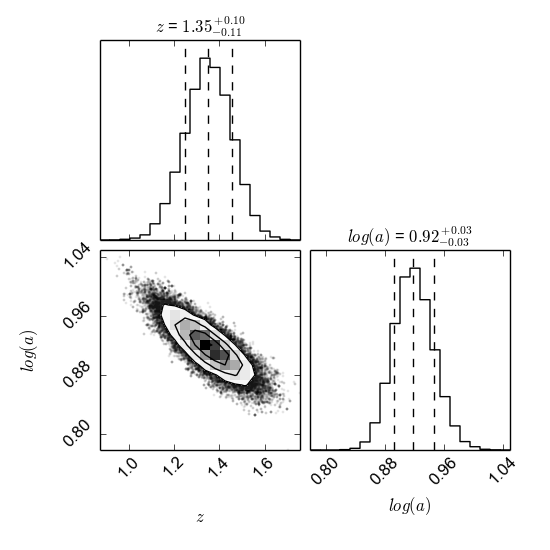 z = 1.35^{+0.10}_{-0.11}
1.04
0.96
0.88
0.80
log(a)
log(a) = 0.92^{+0.03}_{-0.03}
1.0 1.2 1.4 1.6
z
0.80 0.88 0.96 1.04
log(a)